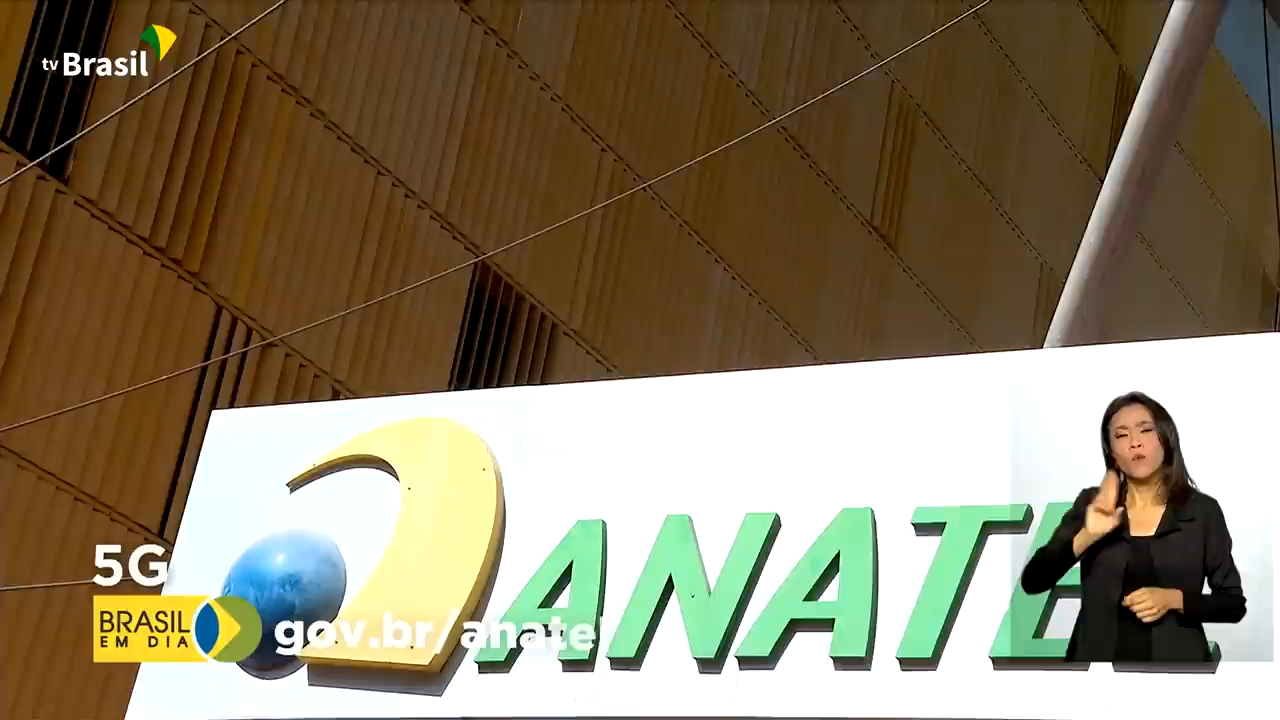 tv Brasil
ANATEL
5G
BRASIL
EM DIA
gov.br/anatel